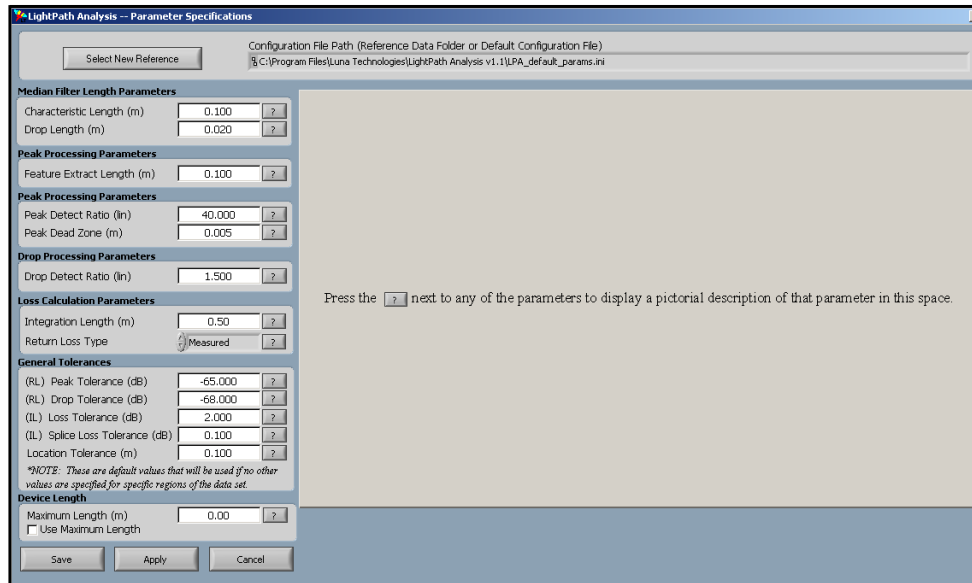 LightPath Analysis -- Parameter Specifications
Select New Reference
Configuration File Path (Reference Data Folder or Default Configuration File)
C:\Program Files\Luna Technologies\LightPath Analysis v1.1\LPA_default_params.ini
Median Filter Length Parameters
Characteristic Length (m) 0.100 ?
Drop Length (m) 0.020 ?
Peak Processing Parameters
Feature Extract Length (m) 0.100 ?
Peak Processing Parameters
Peak Detect Ratio (lin) 40.000 ?
Peak Dead Zone (m) 0.005 ?
Drop Processing Parameters
Drop Detect Ratio (lin) 1.500 ?
Loss Calculation Parameters
Integration Length (m) 0.50 ?
Return Loss Type Measured ?
General Tolerances
(RL) Peak Tolerance (dB) -65.000 ?
(RL) Drop Tolerance (dB) -68.000 ?
(IL) Loss Tolerance (dB) 2.000 ?
(IL) Splice Loss Tolerance (dB) 0.100 ?
Location Tolerance (m) 0.100 ?
*NOTE: These are default values that will be used if no other
values are specified for specific regions of the data set.
Device Length
Maximum Length (m) 0.00 ?
Use Maximum Length
Save Apply Cancel
Press the ? next to any of the parameters to display a pictorial description of that parameter in this space.